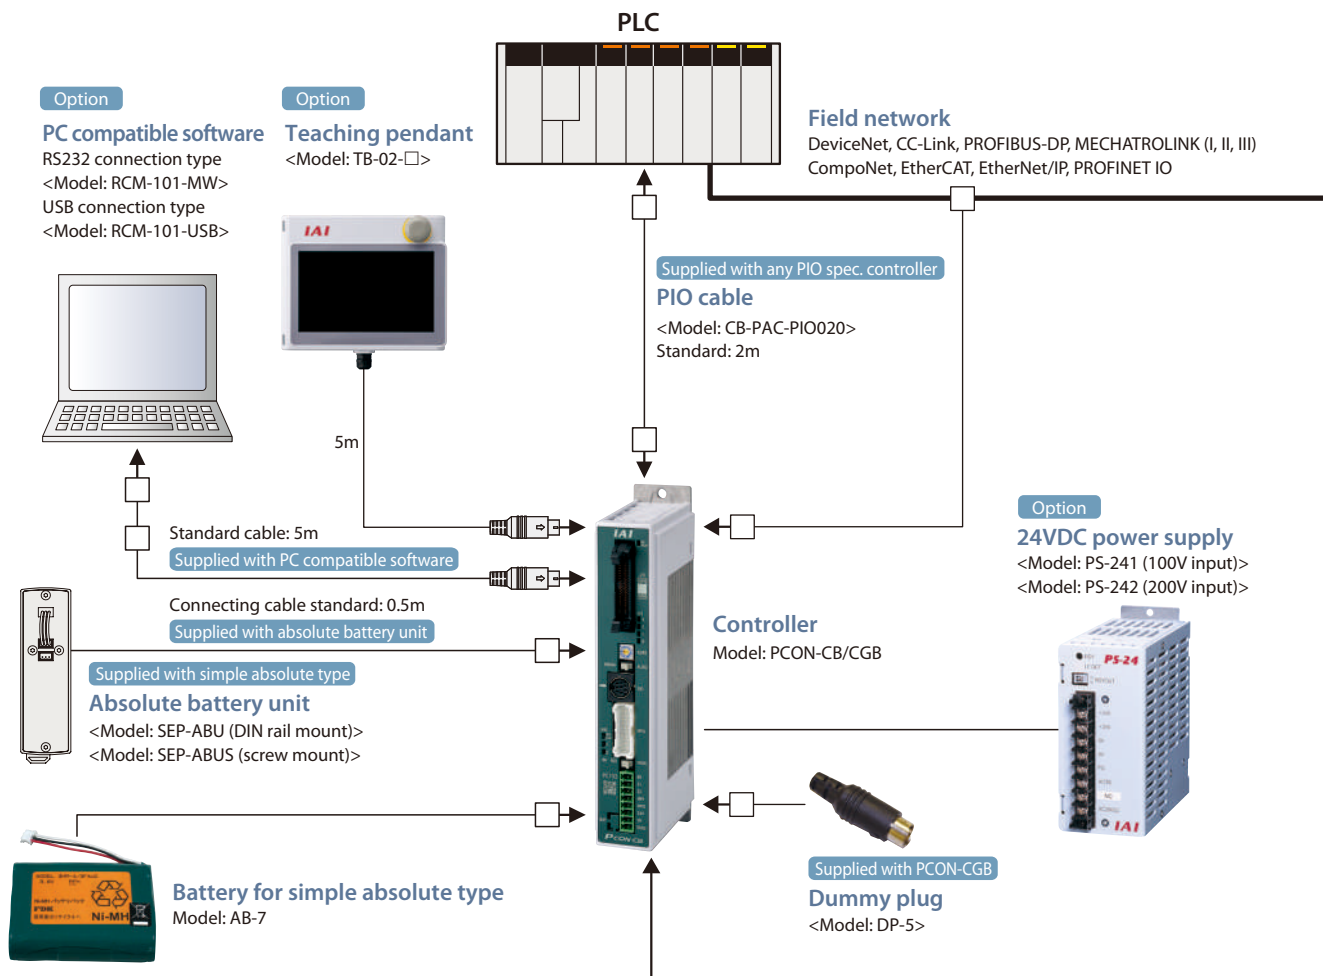 PLC
Option
PC compatible software
RS232 connection type
<Model: RCM-101-MW>
USB connection type
<Model: RCM-101-USB>
Option
Teaching pendant
<Model: TB-02-□>
IAI
Field network
DeviceNet, CC-Link, PROFIBUS-DP, MECHATROLINK (I, II, III)
CompoNet, EtherCAT, EtherNet/IP, PROFINET IO
Supplied with any PIO spec. controller
PIO cable
<Model: CB-PAC-PIO020>
Standard: 2m
5m
Standard cable: 5m
Supplied with PC compatible software
Connecting cable standard: 0.5m
Supplied with absolute battery unit
Supplied with simple absolute type
Absolute battery unit
<Model: SEP-ABU (DIN rail mount)>
<Model: SEP-ABUS (screw mount)>
IAI
PCON-CB
Controller
Model: PCON-CB/CGB
Option
24VDC power supply
<Model: PS-241 (100V input)>
<Model: PS-242 (200V input)>
PS-24
IAI
Supplied with PCON-CGB
Dummy plug
<Model: DP-5>
Battery for simple absolute type
Model: AB-7
FDK
Ni-MH